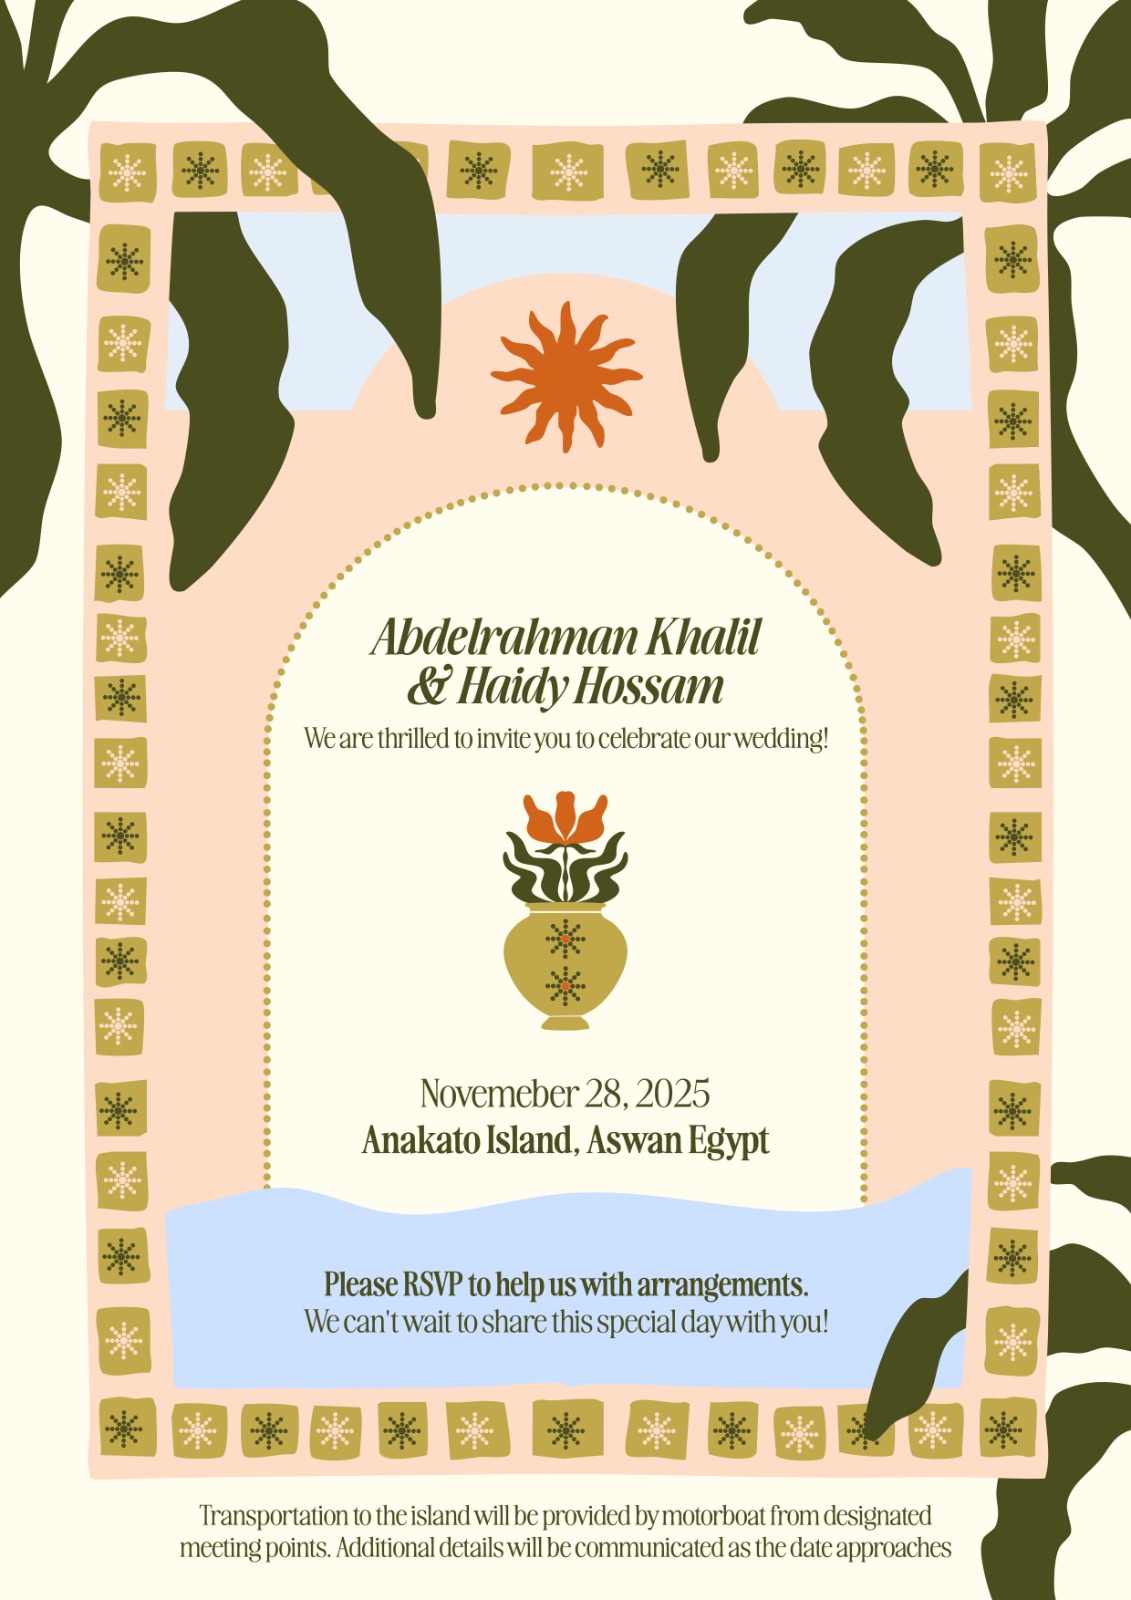 Abdelrahman Khalil
& Haidy Hossam
We are thrilled to invite you to celebrate our wedding!
Novemeber 28, 2025
Anakato Island, Aswan Egypt
Please RSVP to help us with arrangements.
We can't wait to share this special day with you!
Transportation to the island will be provided by motorboat from designated
meeting points. Additional details will be communicated as the date approaches